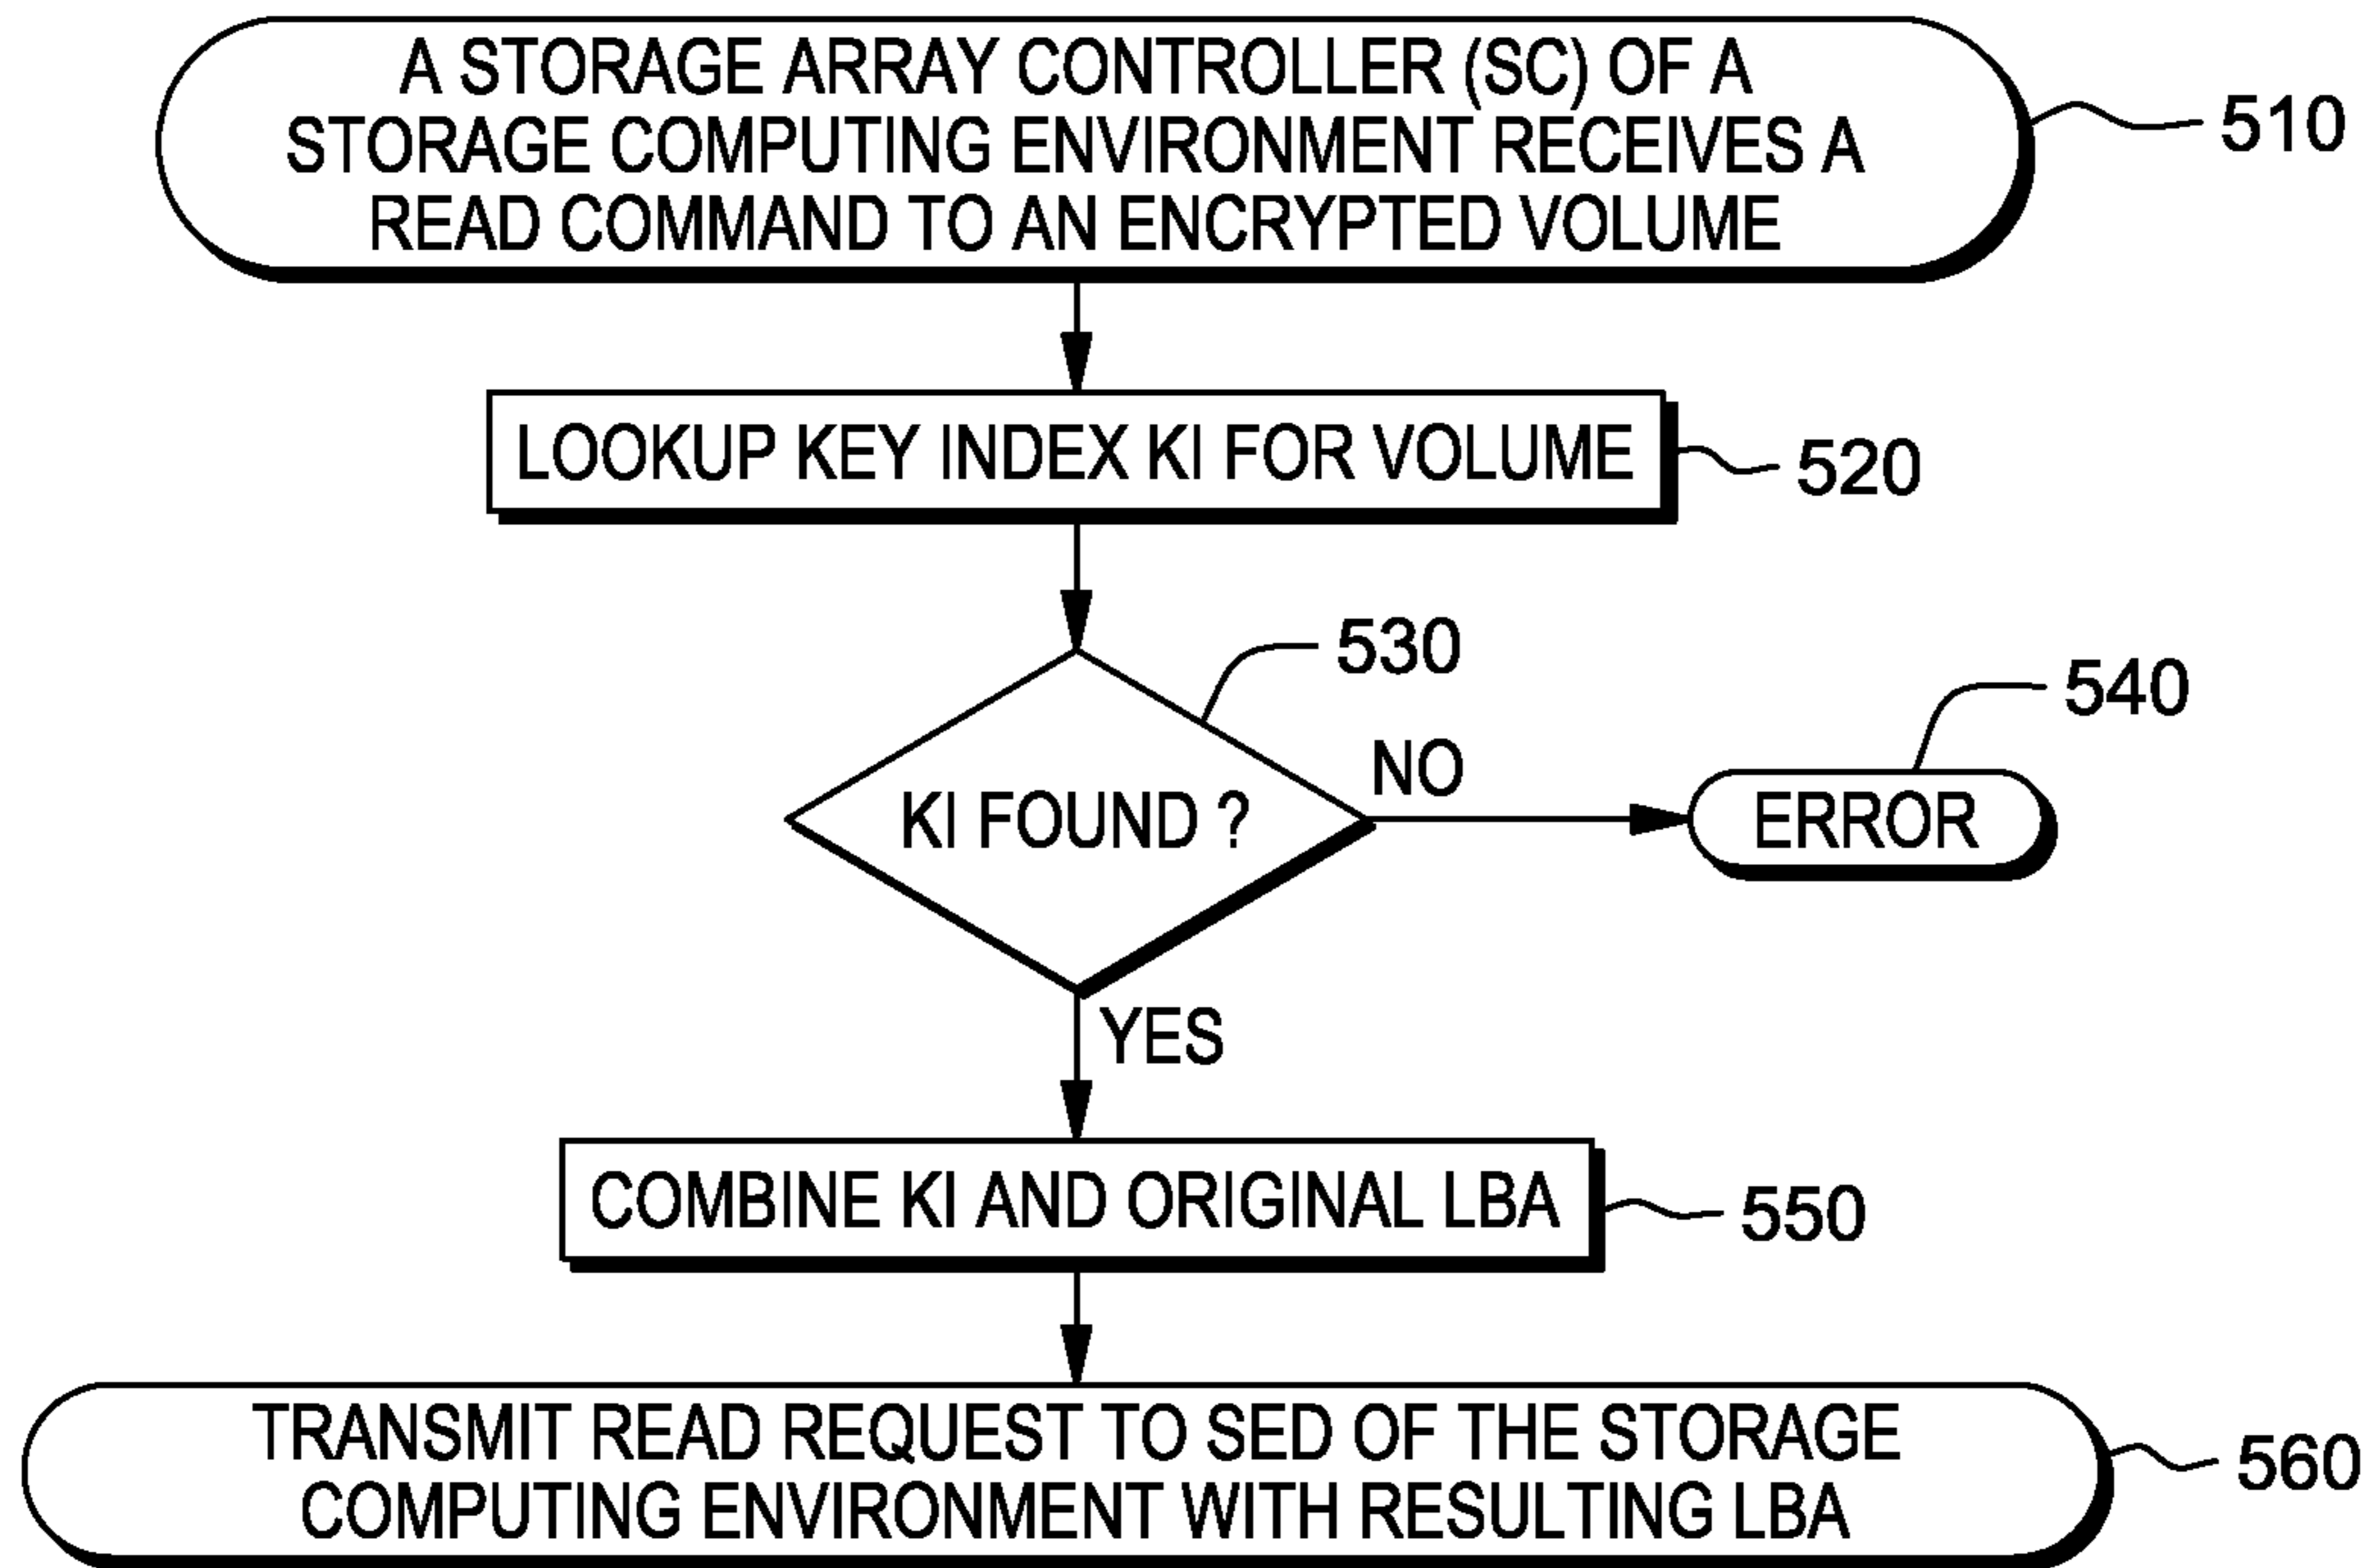 A STORAGE ARRAY CONTROLLER (SC) OF A
STORAGE COMPUTING ENVIRONMENT RECEIVES A
READ COMMAND TO AN ENCRYPTED VOLUME
510
LOOKUP KEY INDEX KI FOR VOLUME
520
530
540
KI FOUND ?
NO
ERROR
YES
COMBINE KI AND ORIGINAL LBA
550
TRANSMIT READ REQUEST TO SED OF THE STORAGE
COMPUTING ENVIRONMENT WITH RESULTING LBA
560